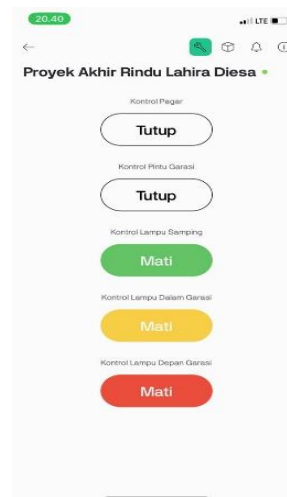 20.40
LTE
Proyek Akhir Rindu Lahira Diesa
Kontrol Pagar
Tutup
Kontrol Pintu Garasi
Tutup
Kontrol Lampu Samping
Mati
Kontrol Lampu Dalam Garasi
Mati
Kontrol Lampu Depan Garasi
Mati